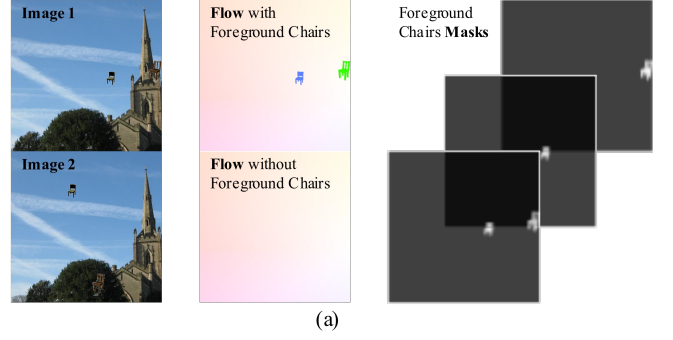 Image 1
Flow with
Foreground Chairs
Foreground
Chairs Masks
Image 2
Flow without
Foreground Chairs
(a)